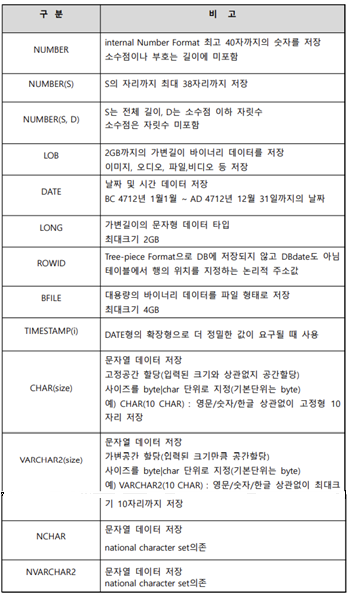 구 분 비 고
NUMBER
internal Number Format 최고 40자까지의 숫자를 저장
소수점이나 부호는 길이에 미포함
NUMBER(S)
S의 자리까지 최대 38자리까지 저장
NUMBER(S, D)
S는 전체 길이, D는 소수점 이하 자릿수
소수점은 자릿수 미포함
LOB
2GB까지의 가변길이 바이너리 데이터를 저장
이미지, 오디오, 파일,비디오 등 저장
DATE
날짜 및 시간 데이터 저장
BC 4712년 1월1월 ~ AD 4712년 12월 31일까지의 날짜
LONG
가변길이의 문자형 데이터 타입
최대크기 2GB
ROWID
Tree-piece Format으로 DB에 저장되지 않고 DBdate도 아님
테이블에서 행의 위치를 지정하는 논리적 주소값
BFILE
대용량의 바이너리 데이터를 파일 형태로 저장
최대크기 4GB
TIMESTAMP(i)
DATE형의 확장형으로 더 정밀한 값이 요구될 때 사용
CHAR(size)
문자열 데이터 저장
고정공간 할당(입력된 크기와 상관없지 공간할당)
사이즈를 byte|char 단위로 지정(기본단위는 byte)
예) CHAR(10 CHAR) : 영문/숫자/한글 상관없이 고정형 10
자리 저장
VARCHAR2(size)
문자열 데이터 저장
가변공간 할당(입력된 크기만큼 공간할당)
사이즈를 byte|char 단위로 지정(기본단위는 byte)
예) VARCHAR2(10 CHAR) : 영문/숫자/한글 상관없이 최대크
기 10자리까지 저장
NCHAR
문자열 데이터 저장
national character set의존
NVARCHAR2
문자열 데이터 저장
national character set의존